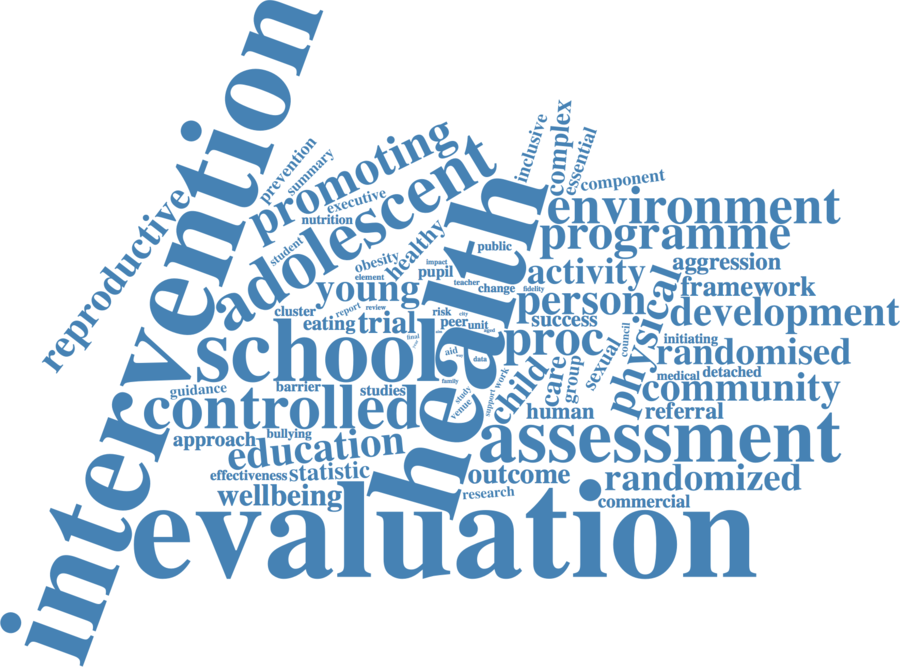 intervention
reproductive
prevention
summary
promoting
executive
nutrition
adolescent
student
healthy
obesity
element
impact
pupil
teacher
public
change
fidelity
health
inclusive
complex
essential
component
environment
programme
activity
aggression
person
physical
framework
success
development
young
cluster
report
review
risk
city
eating
trial
peer
unit
aged
final
school
proc
council
initiating
randomised
sexual
aid
data
medical
detached
guidance
barrier
studies
family
study
venue
support
work
child
care
group
community
controlled
human
referral
approach
bullying
education
assessment
effectiveness
statistic
outcome
randomized
wellbeing
research
commercial
evaluation